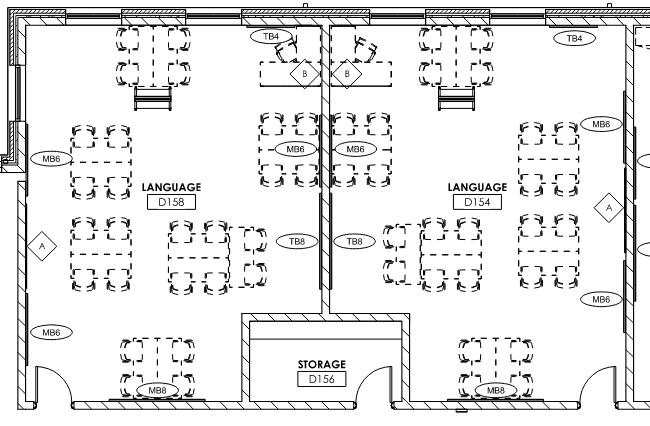 TB4
TB4
B
B
MB6
MB6
MB6
MB6
LANGUAGE
D158
LANGUAGE
D154
A
A
TB8
TB8
MB6
MB6
STORAGE
D156
MB8
MB8